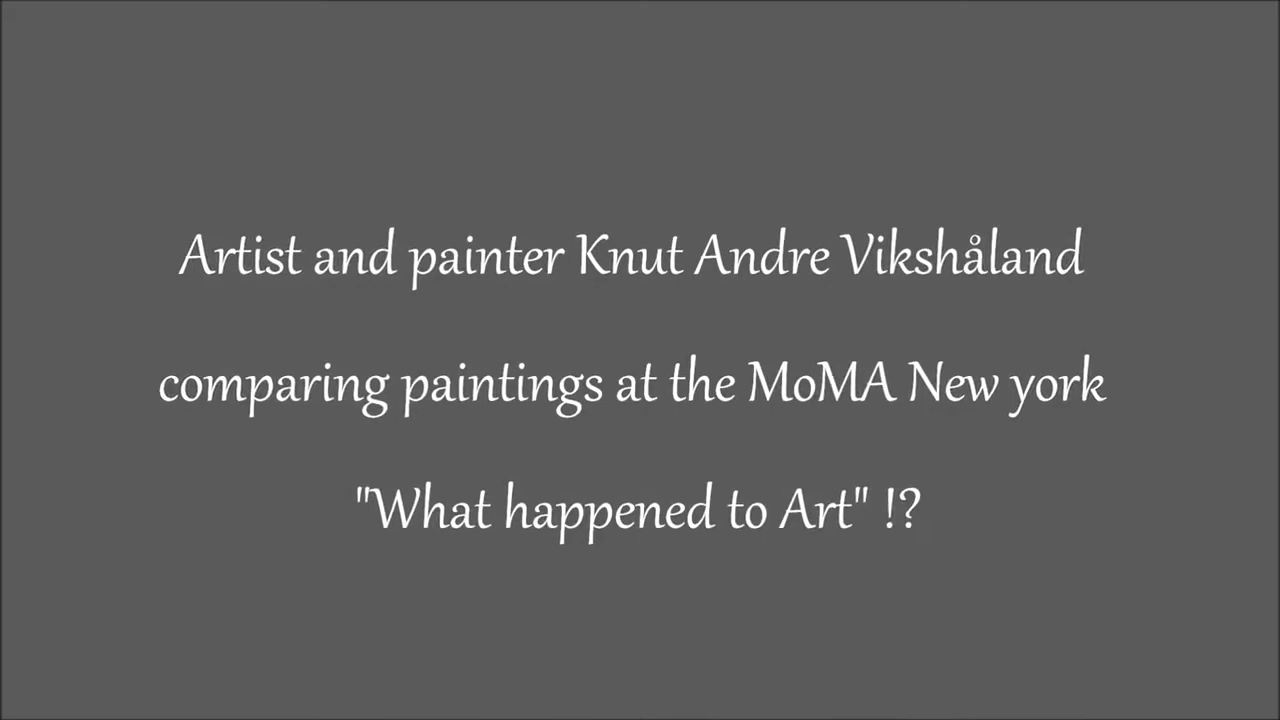 Artist and painter Knut Andre Vikshåland
comparing paintings at the MoMA New york
"What happened to Art" !?